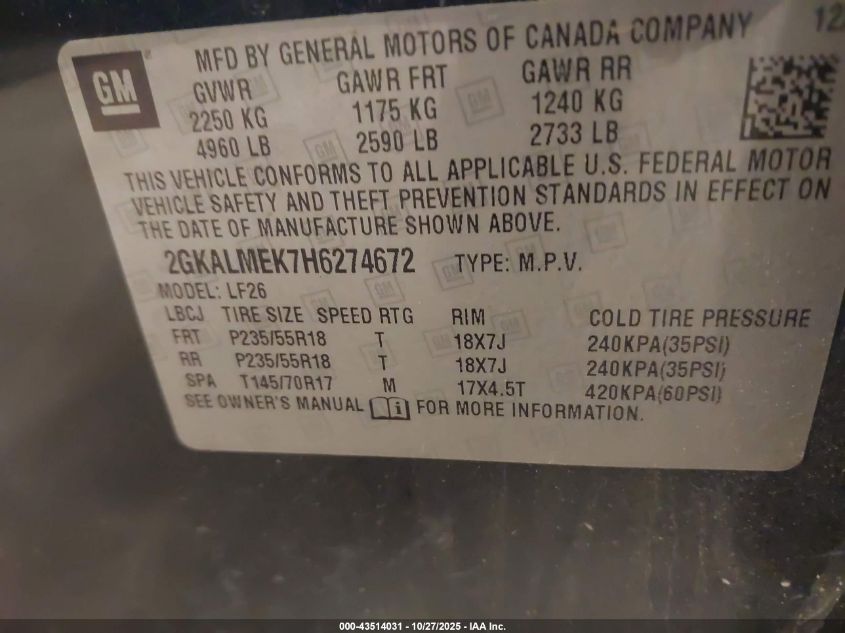 GM
MFD BY GENERAL MOTORS OF CANADA COMPANY
GVWR GAWR FRT GAWR RR
2250 KG 1175 KG 1240 KG
4960 LB 2590 LB 2733 LB
THIS VEHICLE CONFORMS TO ALL APPLICABLE U.S. FEDERAL MOTOR
VEHICLE SAFETY AND THEFT PREVENTION STANDARDS IN EFFECT ON
THE DATE OF MANUFACTURE SHOWN ABOVE.
2GKALMEK7H6274672 TYPE: M.P.V.
MODEL: LF26
LBCJ TIRE SIZE SPEED RTG RIM COLD TIRE PRESSURE
FRT P235/55R18 T 18X7J 240KPA(35PSI)
RR P235/55R18 T 18X7J 240KPA(35PSI)
SPA T145/70R17 M 17X4.5T 420KPA(60PSI)
SEE OWNER'S MANUAL FOR MORE INFORMATION.
000-43514031 - 10/27/2025 - IAA Inc.